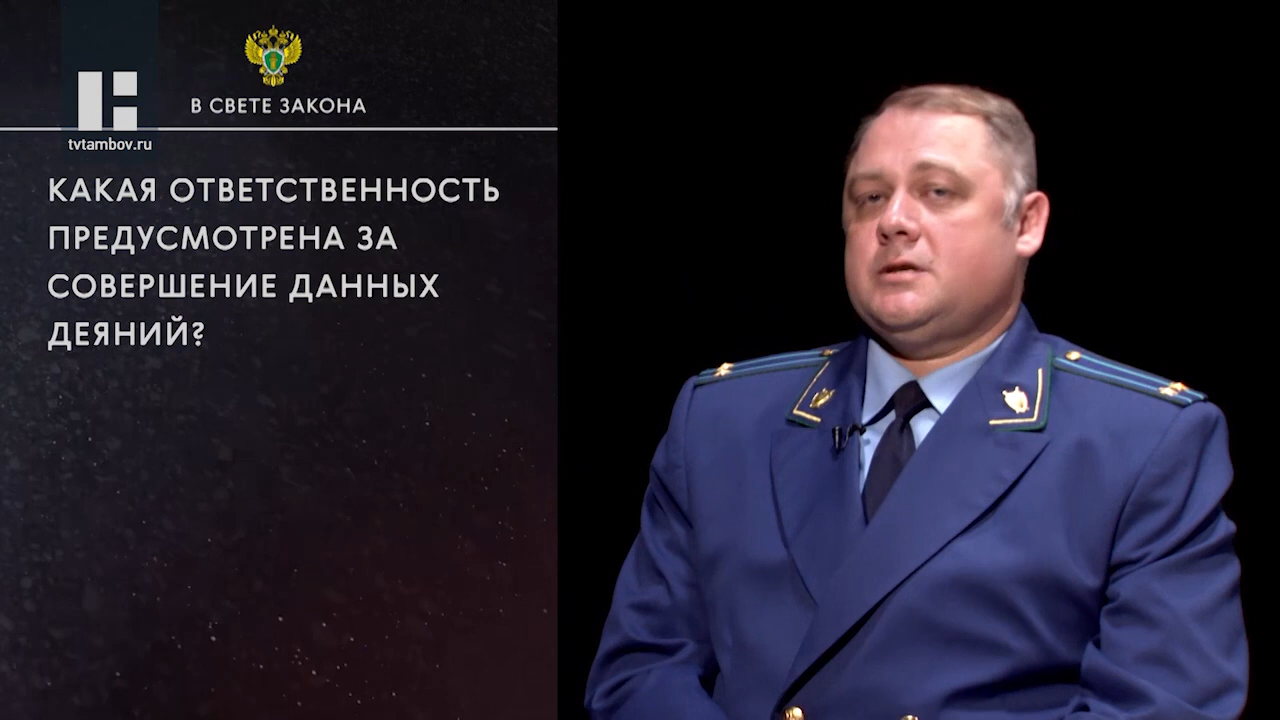 В СВЕТЕ ЗАКОНА
tvtambov.ru
КАКАЯ ОТВЕТСТВЕННОСТЬ
ПРЕДУСМОТРЕНА ЗА
СОВЕРШЕНИЕ ДАННЫХ
ДЕЯНИЙ?